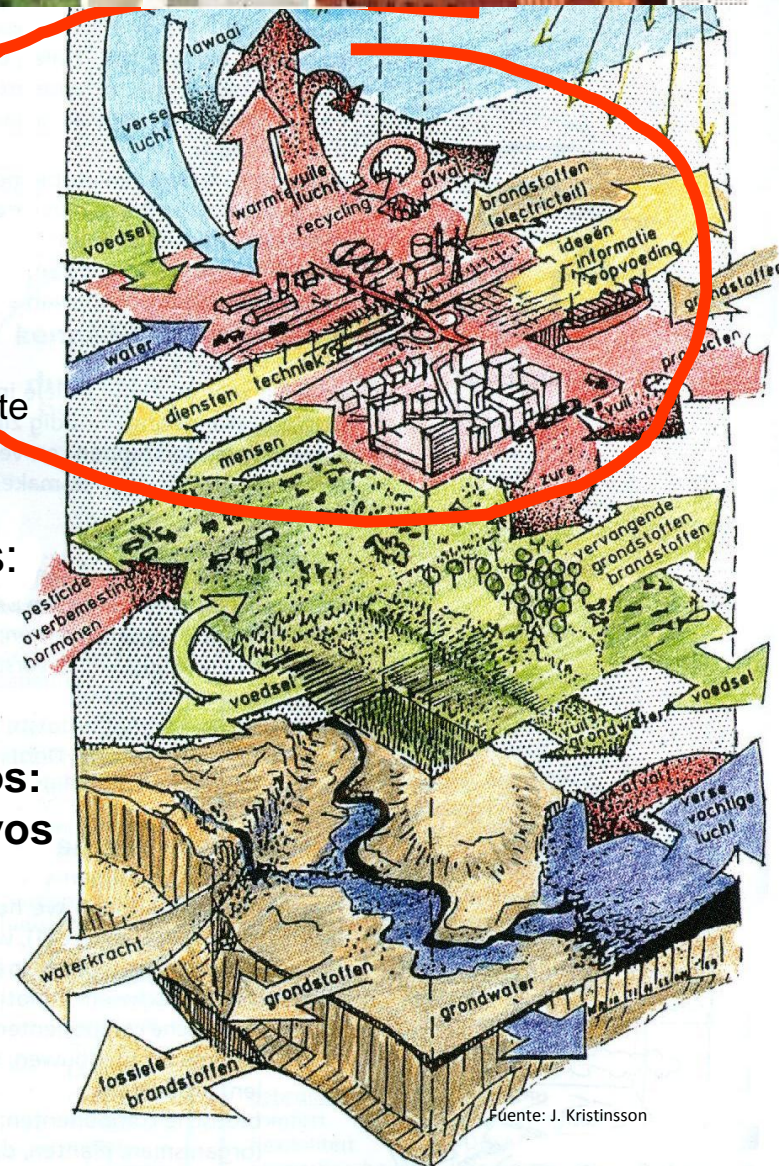 lawaai
verse
lucht
warmte
vuile
lucht
recycling
afval
brandstoffen
(electriciteit)
ideeën
informatie
opvoeding
voedsel
grondstoffen
water
producten
diensten techniek
te
vuil
water
mensen
zure
s:
vervangende
grondstoffen
brandstoffen
pesticide
overbemesting
hormonen
voedsel
voedsel
vuil
grondwater
os:
vos
afval
verse
vochtige
lucht
waterkracht
grondstoffen
grondwater
fossiele
brandstoffen
Fuente: J. Kristinsson